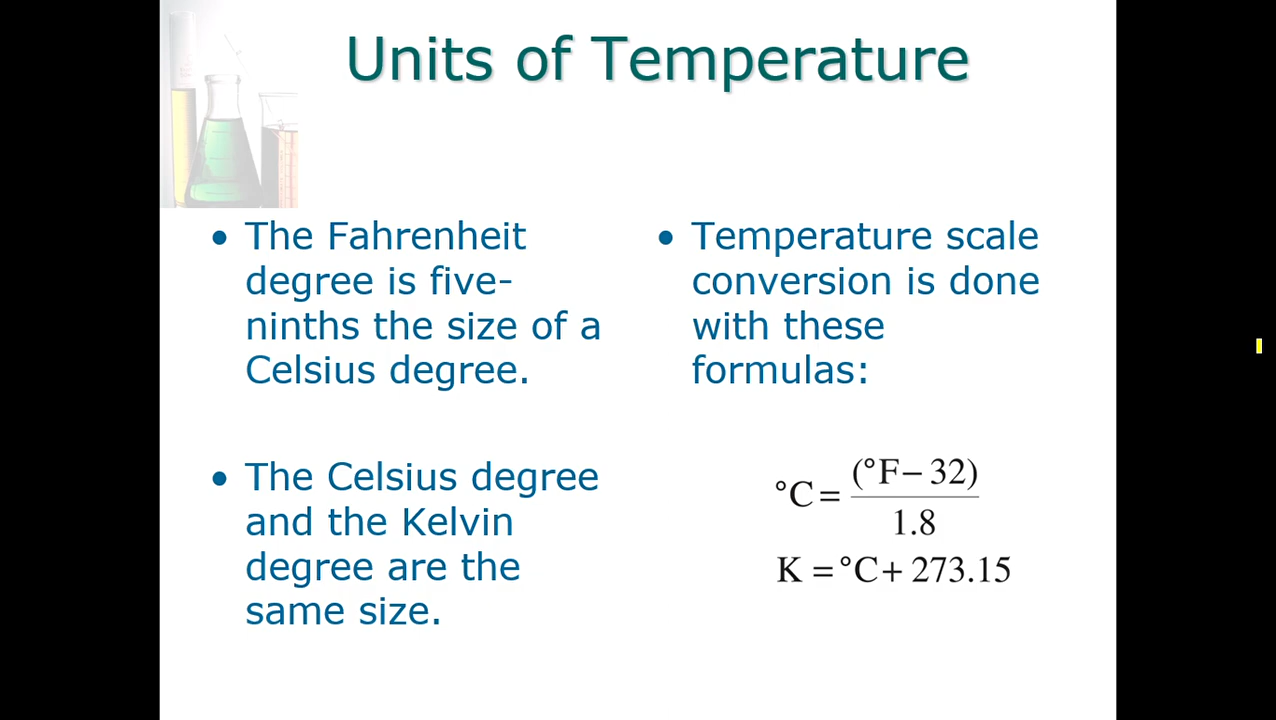 Units of Temperature
• The Fahrenheit
degree is five-
ninths the size of a
Celsius degree.
• The Celsius degree
and the Kelvin
degree are the
same size.
• Temperature scale
conversion is done
with these
formulas:
°C = (°F − 32) / 1.8
K = °C + 273.15